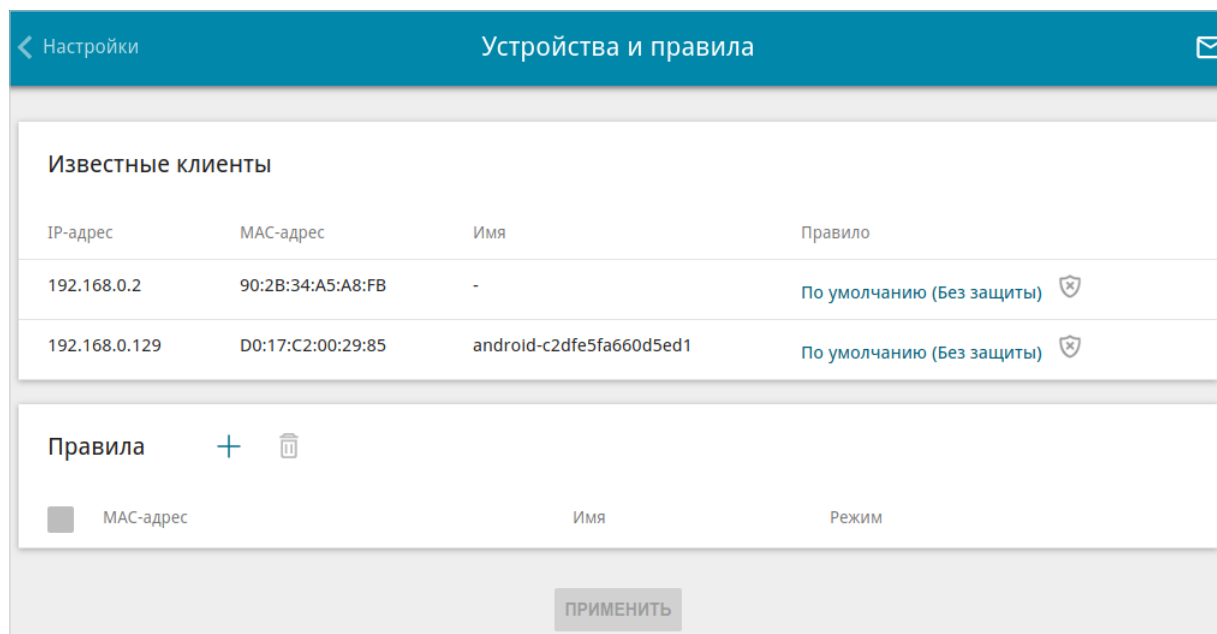 Настройки Устройства и правила
Известные клиенты
IP-адрес MAC-адрес Имя Правило
192.168.0.2 90:2B:34:A5:A8:FB - По умолчанию (Без защиты)
192.168.0.129 D0:17:C2:00:29:85 android-c2dfe5fa660d5ed1 По умолчанию (Без защиты)
Правила
MAC-адрес Имя Режим
ПРИМЕНИТЬ